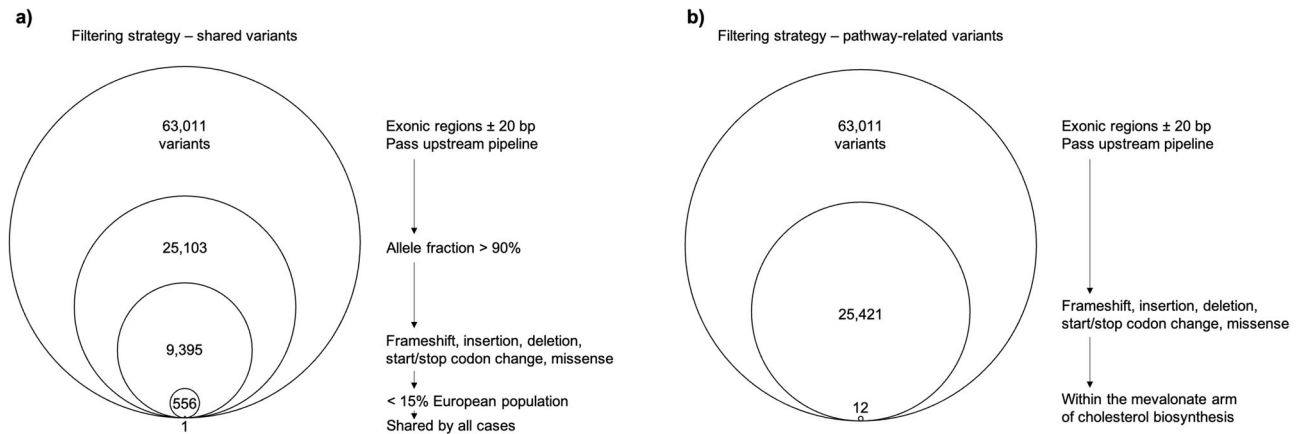 a)
Filtering strategy – shared variants
63,011
variants
25,103
9,395
556
1
Exonic regions ± 20 bp
Pass upstream pipeline
Allele fraction > 90%
Frameshift, insertion, deletion,
start/stop codon change, missense
< 15% European population
Shared by all cases
b)
Filtering strategy – pathway-related variants
63,011
variants
25,421
12
Exonic regions ± 20 bp
Pass upstream pipeline
Frameshift, insertion, deletion,
start/stop codon change, missense
Within the mevalonate arm
of cholesterol biosynthesis